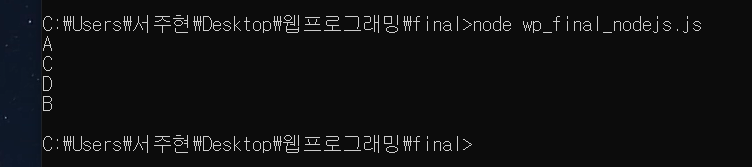 C:₩Users₩서주현₩Desktop₩웹프로그래밍₩final>node wp_final_nodejs.js
A
C
D
B
C:₩Users₩서주현₩Desktop₩웹프로그래밍₩final>